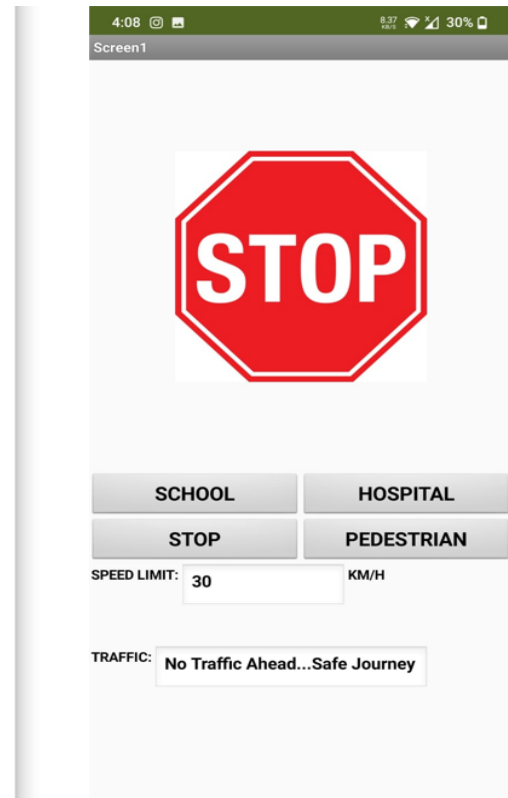 4:08 8.37 KB/S 30%
Screen1
STOP
SCHOOL HOSPITAL
STOP PEDESTRIAN
SPEED LIMIT: 30 KM/H
TRAFFIC: No Traffic Ahead...Safe Journey